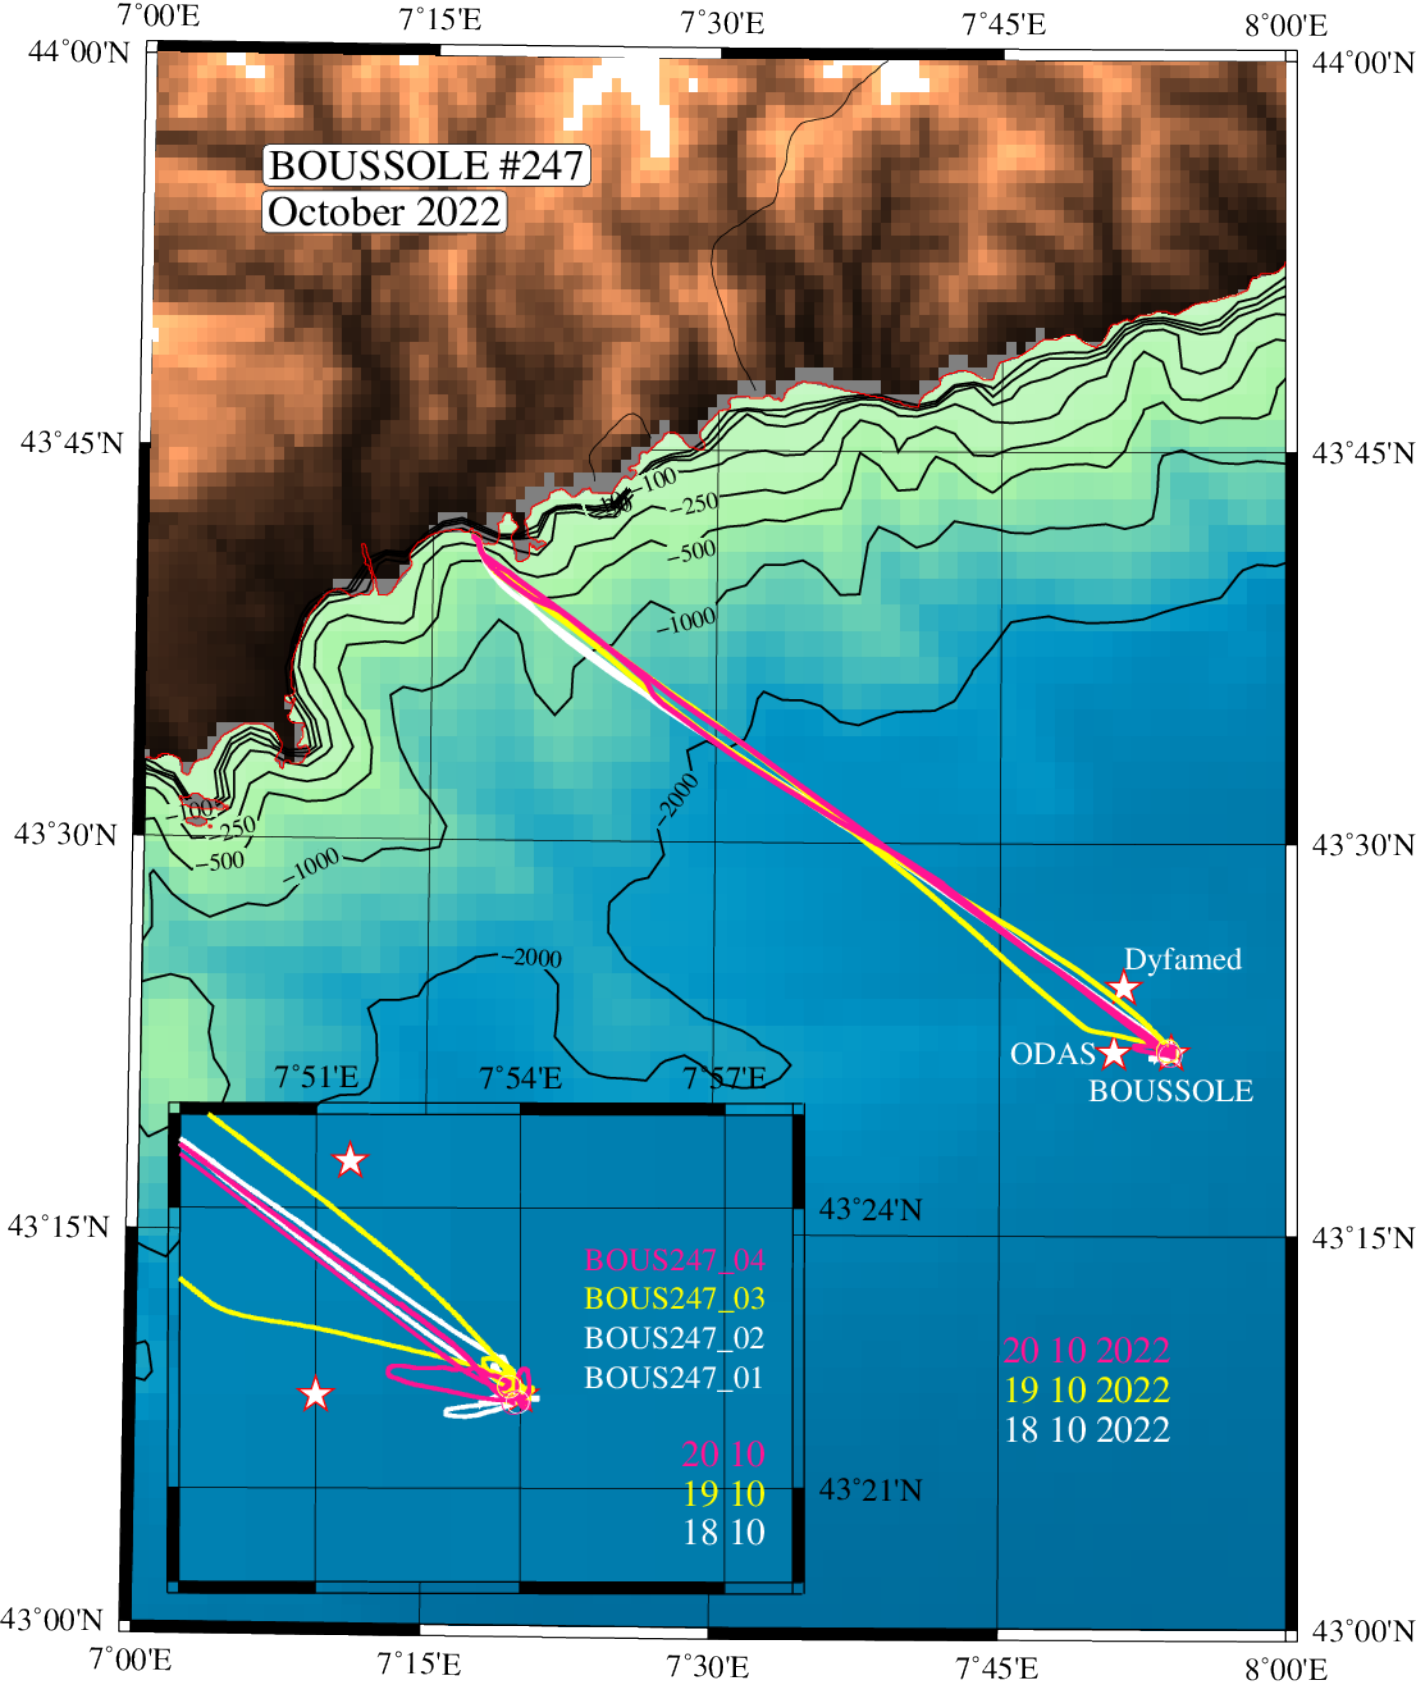 7°00'E 7°15'E 7°30'E 7°45'E 8°00'E
44°00'N 44°00'N
BOUSSOLE #247
October 2022
43°45'N 43°45'N
−100
−250
−500
−1000
−2000
−100
−250
−500
−1000
43°30'N 43°30'N
−2000
Dyfamed
ODAS
BOUSSOLE
7°51'E 7°54'E 7°57'E
43°24'N
43°15'N 43°15'N
BOUS247_04
BOUS247_03
BOUS247_02
BOUS247_01
20 10 2022
19 10 2022
18 10 2022
20 10
19 10
18 10
43°21'N
43°00'N 43°00'N
7°00'E 7°15'E 7°30'E 7°45'E 8°00'E